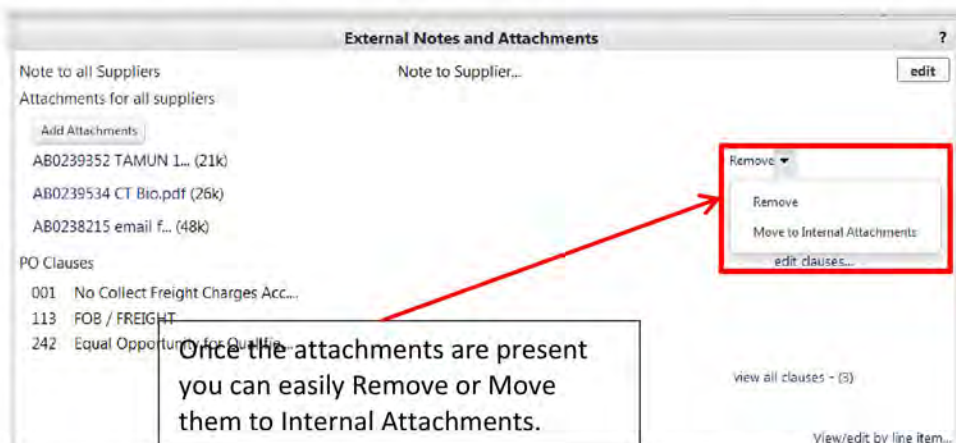 External Notes and Attachments ?
Note to all Suppliers Note to Supplier... edit
Attachments for all suppliers
Add Attachments
AB0239352 TAMUN 1... (21k) Remove
AB0239534 CT Bio.pdf (26k) Remove
AB0238215 email f... (48k) Move to Internal Attachments
PO Clauses edit clauses...
001 No Collect Freight Charges Acc...
113 FOB / FREIGHT
242 Equal Opportunity for Qualifie...
Once the attachments are present
you can easily Remove or Move
them to Internal Attachments.
view all clauses - (3)
View/edit by line item...